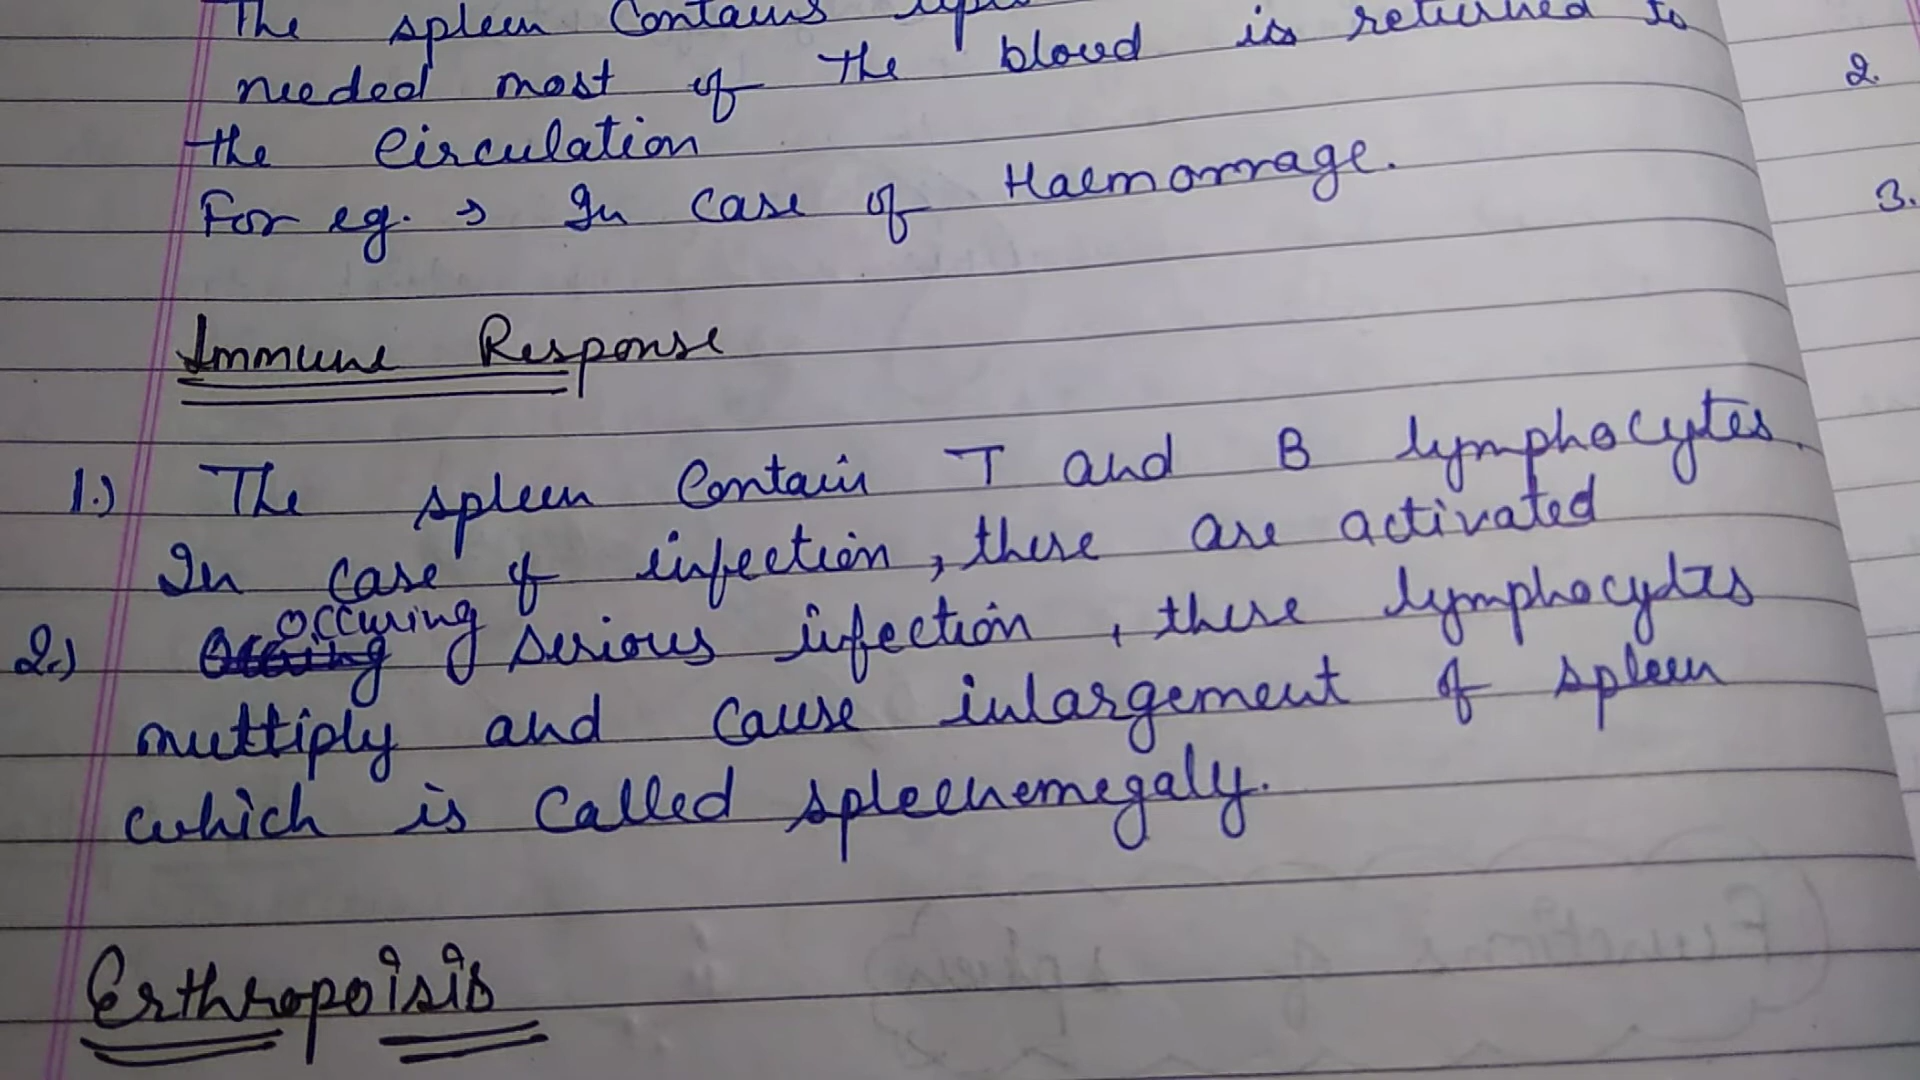 The spleen Contains
needed most of the blood is returned to
the Circulation
For eg. → In case of Haemorrage.
Immune Response
1.) The spleen Contain T and B lymphocytes.
In case of infection, these are activated
2.) occuring serious infection, these lymphocytes
multiply and cause inlargement of spleen
which is called spleenemegaly.
Erthropoisis
2.
3.